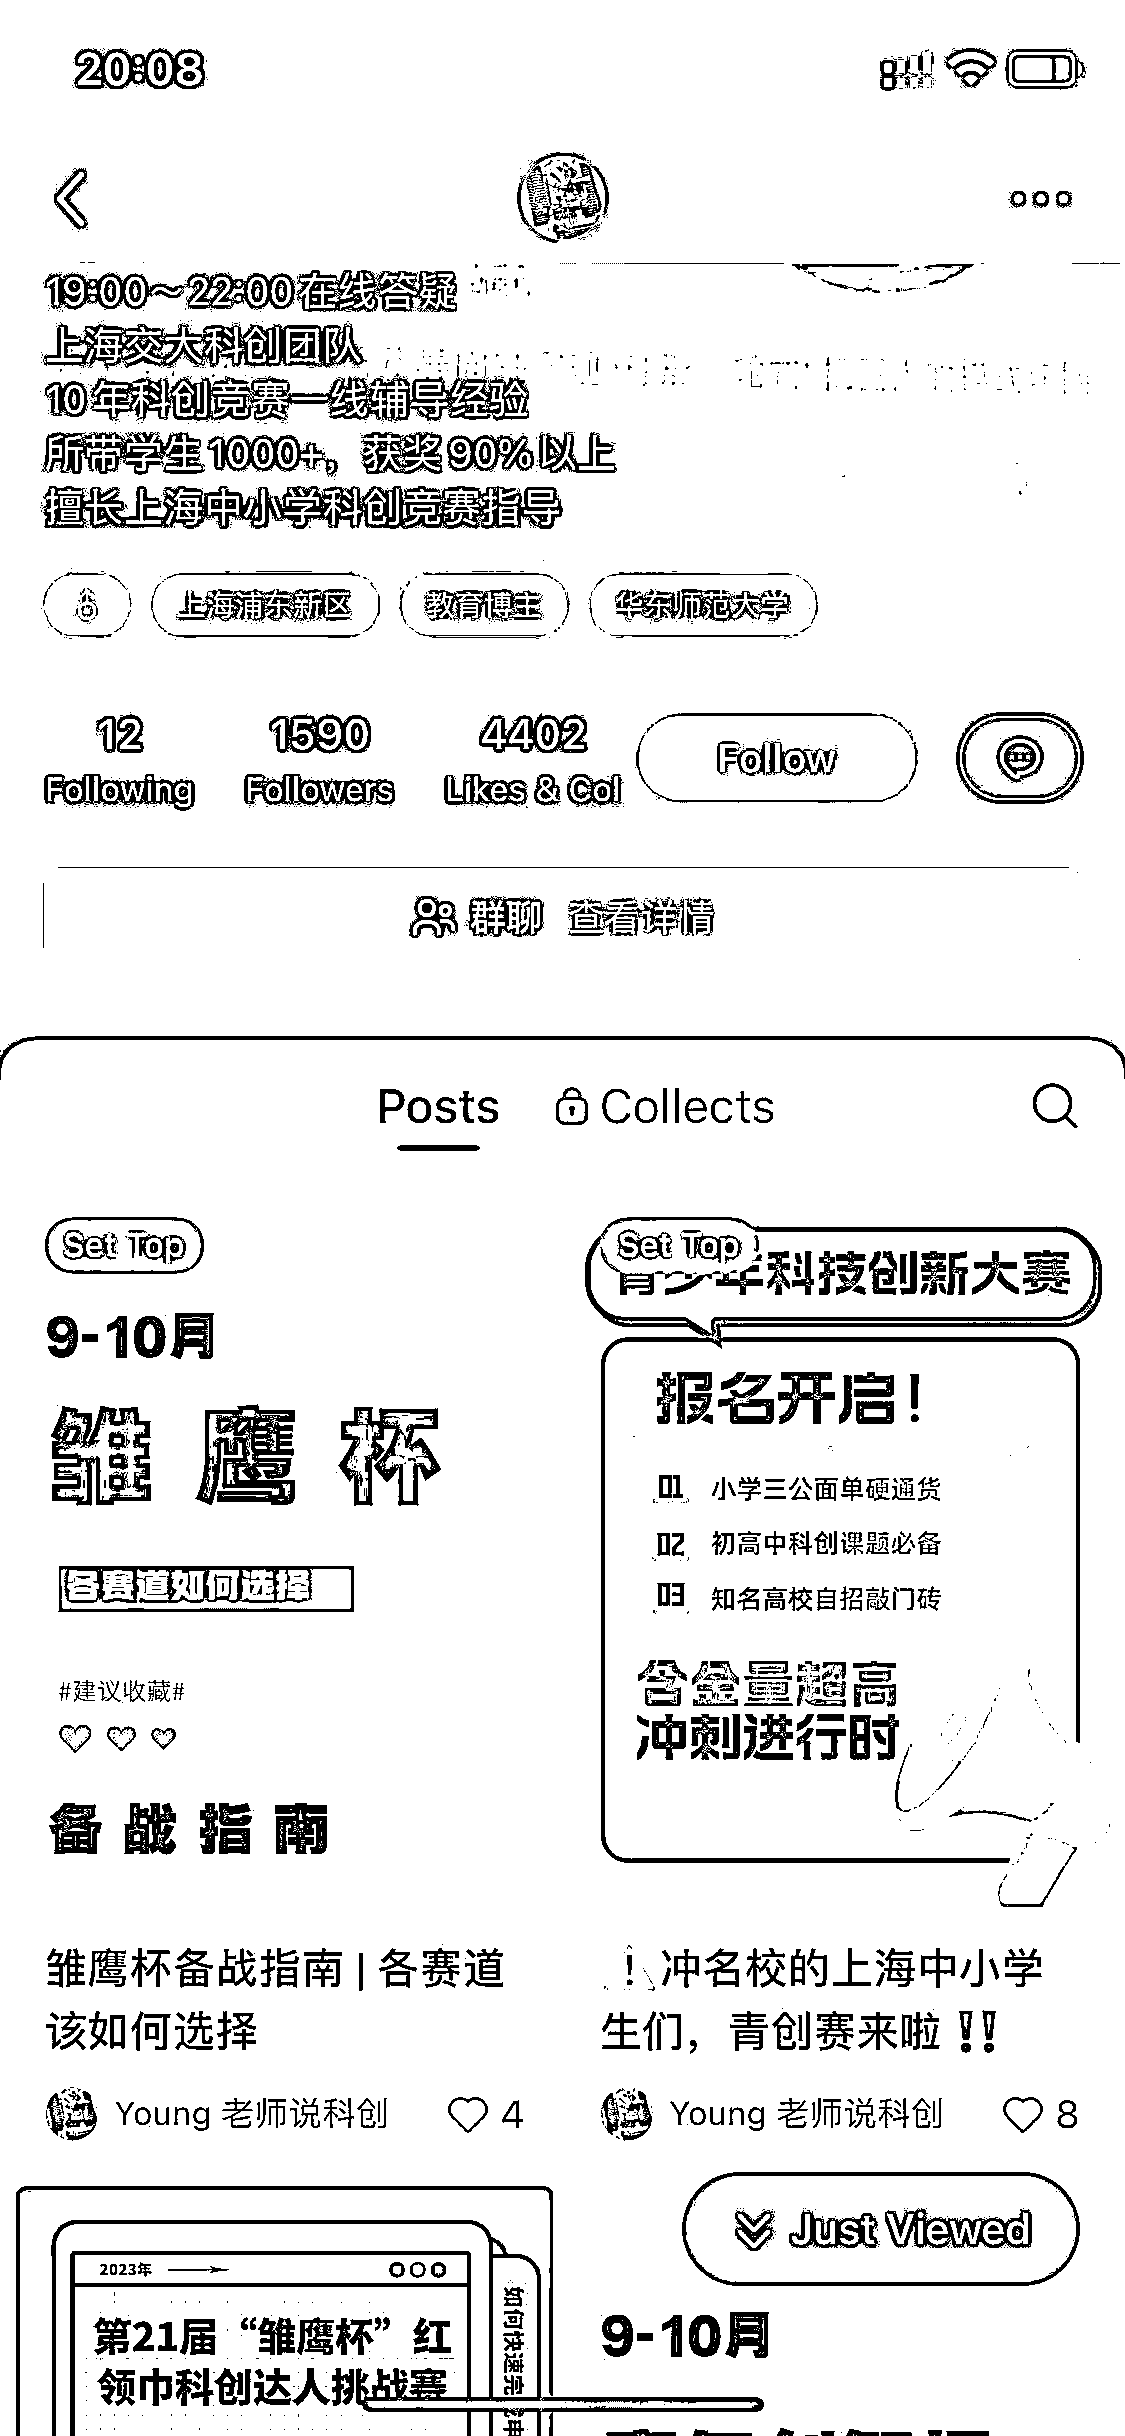 20:08
19:00～22:00在线答疑
上海交大科创团队
10年科创竞赛一线辅导经验
所带学生1000+，获奖90%以上
擅长上海中小学科创竞赛指导
上海浦东新区 教育博主 华东师范大学
12 1590 4402
Following Followers Likes & Col
Follow
群聊 查看详情
Posts Collects
Set Top
9-10月
雏鹰杯
各赛道如何选择
#建议收藏#
备战指南
雏鹰杯备战指南 | 各赛道
该如何选择
Young 老师说科创 4
Set Top
青少年科技创新大赛
报名开启！
01 小学三公面单硬通货
02 初高中科创课题必备
03 知名高校自招敲门砖
含金量超高
冲刺进行时
❗冲名校的上海中小学
生们，青创赛来啦‼️
Young 老师说科创 8
2023年
第21届“雏鹰杯”红
领巾科创达人挑战赛
如何快速完
Just Viewed
9-10月